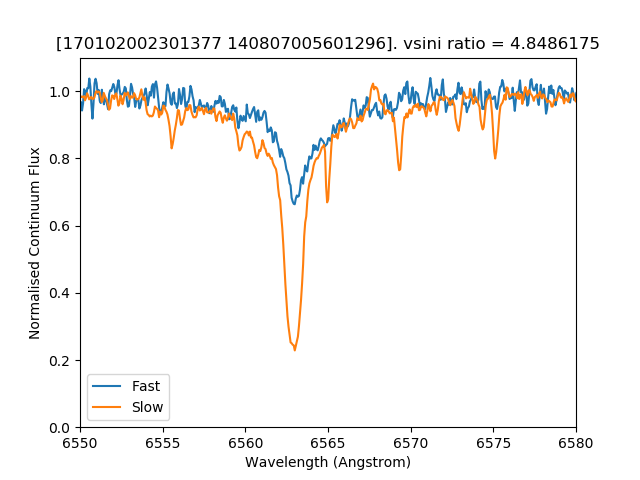 [170102002301377 140807005601296]. vsini ratio = 4.8486175
Normalised Continuum Flux
1.0
0.8
0.6
0.4
0.2
0.0
Fast
Slow
6550 6555 6560 6565 6570 6575 6580
Wavelength (Angstrom)